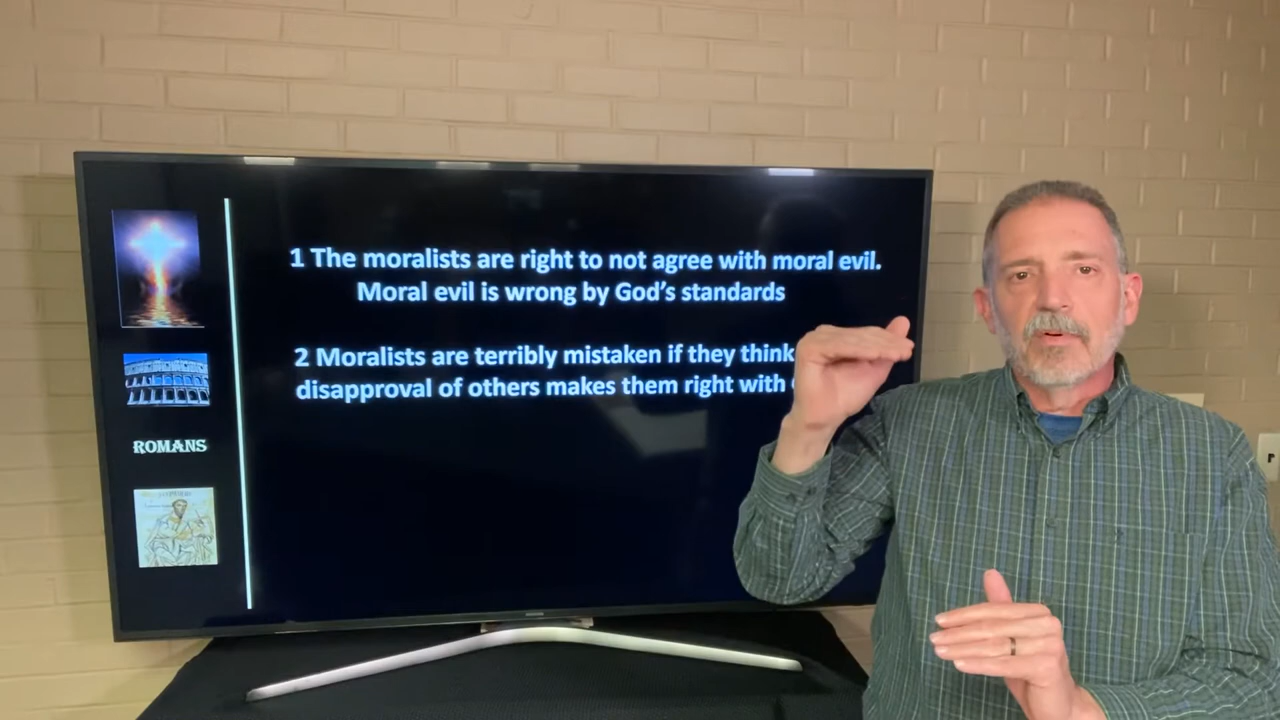 1 The moralists are right to not agree with moral evil.
Moral evil is wrong by God's standards
2 Moralists are terribly mistaken if they think
disapproval of others makes them right with
ROMANS